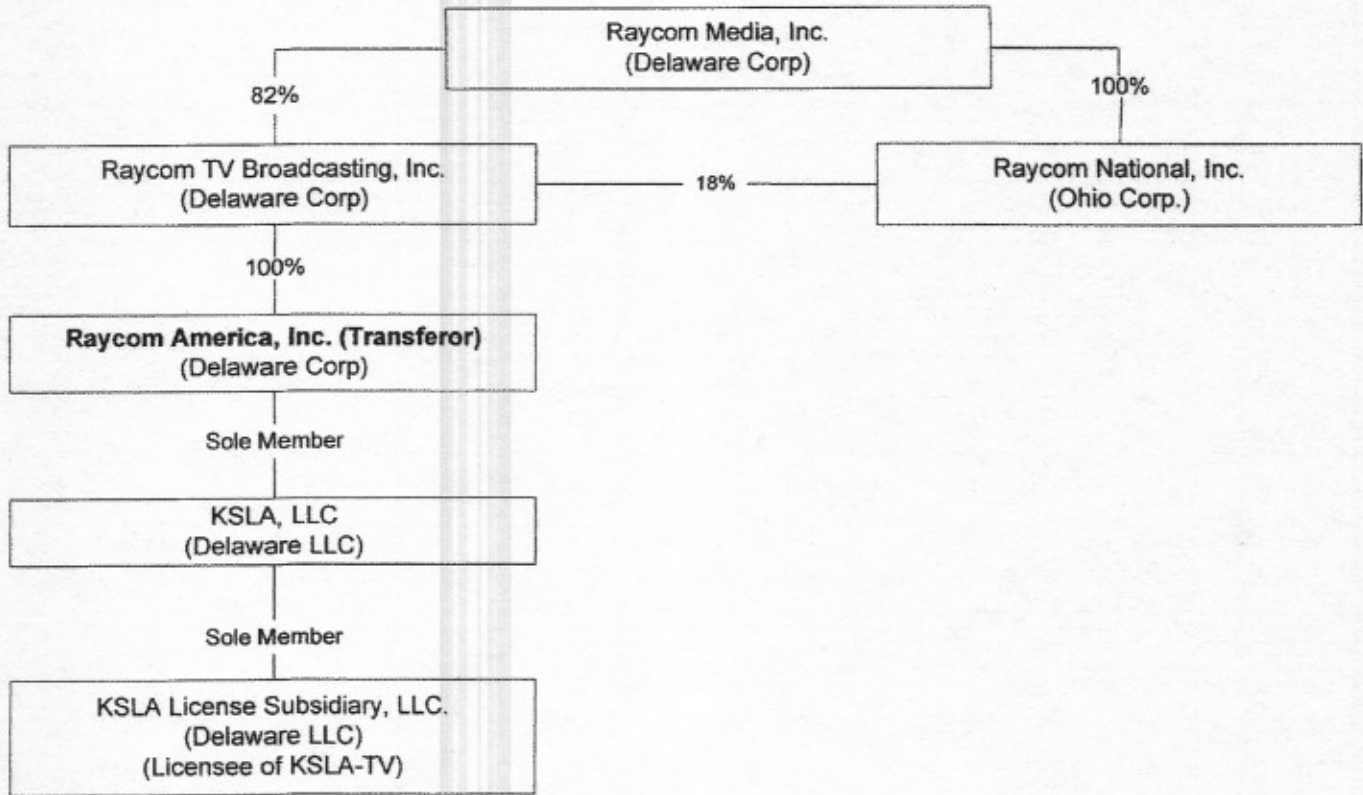 Raycom Media, Inc.
(Delaware Corp)
82%
100%
Raycom TV Broadcasting, Inc.
(Delaware Corp)
18%
Raycom National, Inc.
(Ohio Corp.)
100%
Raycom America, Inc. (Transferor)
(Delaware Corp)
Sole Member
KSLA, LLC
(Delaware LLC)
Sole Member
KSLA License Subsidiary, LLC.
(Delaware LLC)
(Licensee of KSLA-TV)